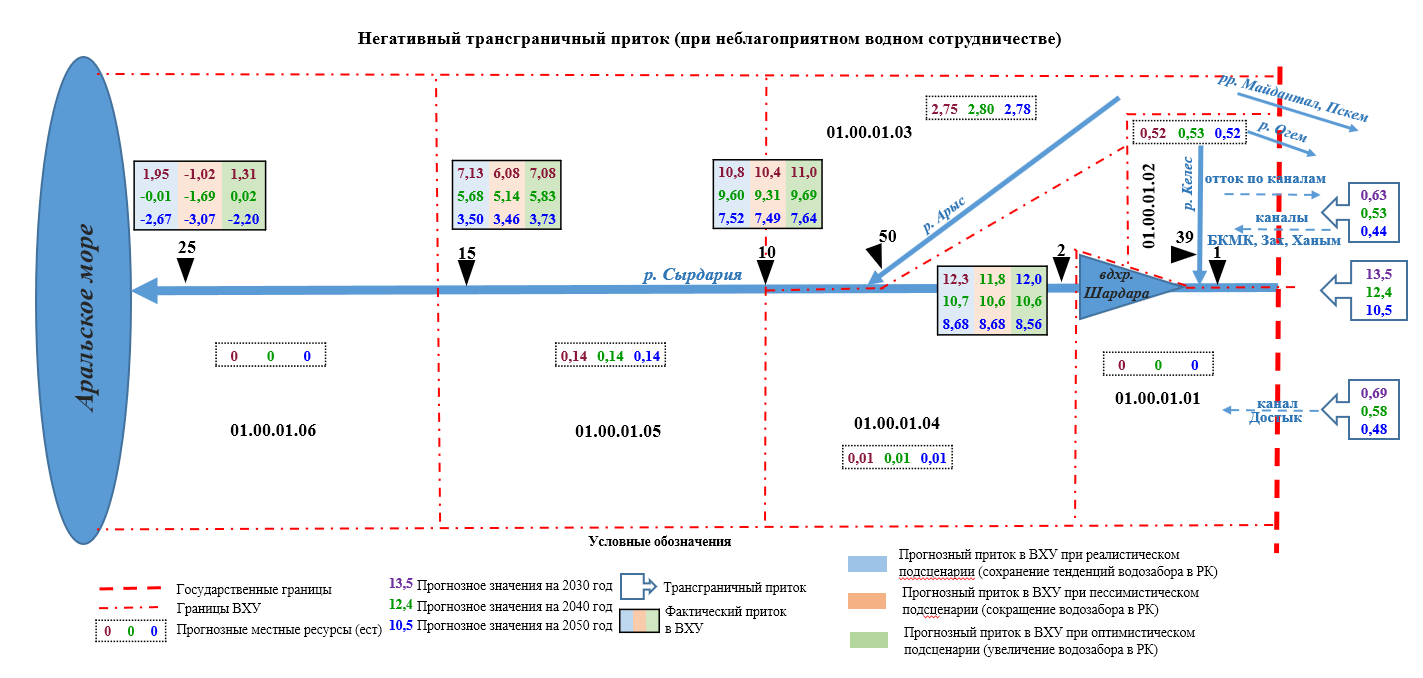 Негативный трансграничный приток (при неблагоприятном водном сотрудничестве)
рр. Майдантал, Пскем
2,75 2,80 2,78
01.00.01.03
0,52 0,53 0,52
р. Огем
1,95 -1,02 1,31
-0,01 -1,69 0,02
-2,67 -3,07 -2,20
7,13 6,08 7,08
5,68 5,14 5,83
3,50 3,46 3,73
10,8 10,4 11,0
9,60 9,31 9,69
7,52 7,49 7,64
01.00.01.02
р. Келес
отток по каналам
каналы
БКМК, Зах, Ханым
0,63
0,53
0,44
р. Арыс
25
15
10
50
2
39
1
Аральское море
р. Сырдария
вдхр.
Шардара
12,3 11,8 12,0
10,7 10,6 10,6
8,68 8,68 8,56
13,5
12,4
10,5
0 0 0
0,14 0,14 0,14
0 0 0
01.00.01.01
канал
Достык
0,69
0,58
0,48
01.00.01.06
01.00.01.05
01.00.01.04
0,01 0,01 0,01
Условные обозначения
Государственные границы
Границы ВХУ
0 0 0 Прогнозные местные ресурсы (ест)
13,5 Прогнозное значения на 2030 год
12,4 Прогнозное значения на 2040 год
10,5 Прогнозное значения на 2050 год
Трансграничный приток
Фактический приток
в ВХУ
Прогнозный приток в ВХУ при реалистическом
подсценарии (сохранение тенденций водозабора в РК)
Прогнозный приток в ВХУ при пессимистическом
подсценарии (сокращение водозабора в РК)
Прогнозный приток в ВХУ при оптимистическом
подсценарии (увеличение водозабора в РК)